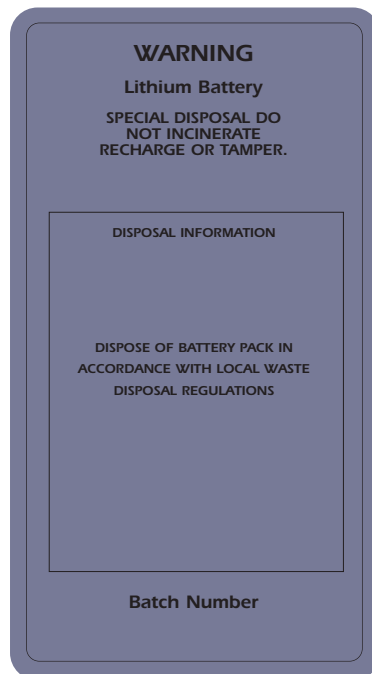 WARNING
Lithium Battery
SPECIAL DISPOSAL DO
NOT INCINERATE
RECHARGE OR TAMPER.
DISPOSAL INFORMATION
DISPOSE OF BATTERY PACK IN
ACCORDANCE WITH LOCAL WASTE
DISPOSAL REGULATIONS
Batch Number